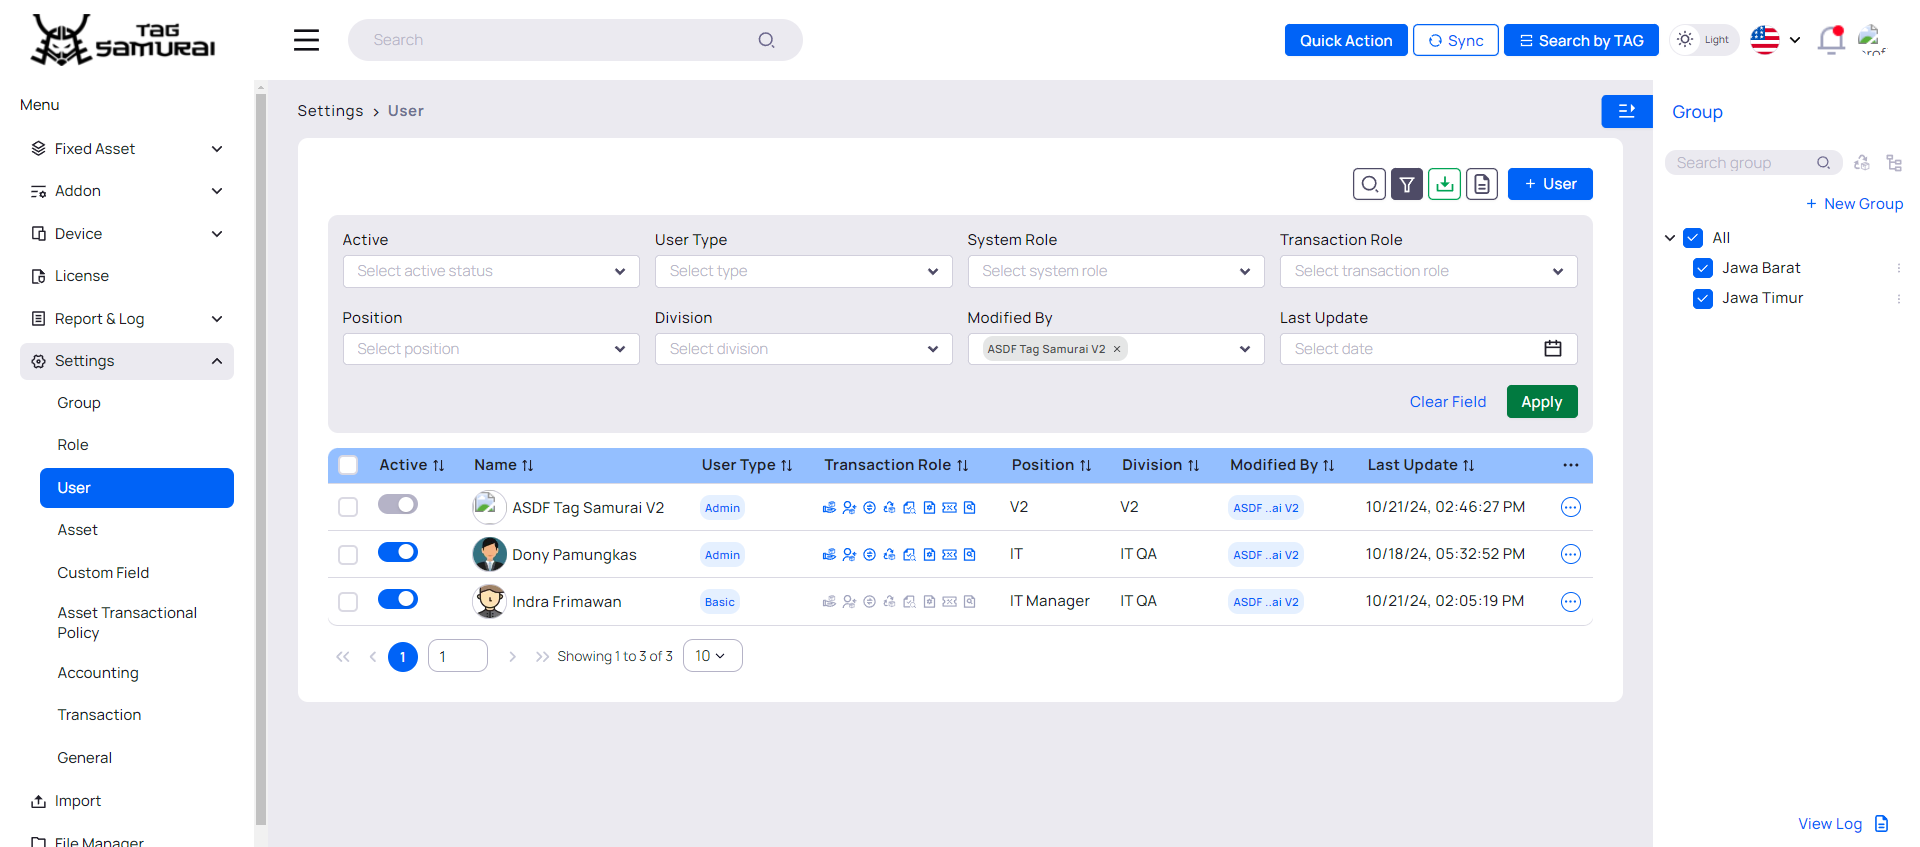 TAG
SAMURAI
Search
Quick Action
Sync
Search by TAG
Light
Menu
Fixed Asset
Addon
Device
License
Report & Log
Settings
Group
Role
User
Asset
Custom Field
Asset Transactional
Policy
Accounting
Transaction
General
Import
File Manager
Settings > User
+ User
Active
User Type
System Role
Transaction Role
Select active status
Select type
Select system role
Select transaction role
Position
Division
Modified By
Last Update
Select position
Select division
ASDF Tag Samurai V2 ×
Select date
Clear Field
Apply
Active Name User Type Transaction Role Position Division Modified By Last Update ...
ASDF Tag Samurai V2 Admin V2 V2 ASDF ..ai V2 10/21/24, 02:46:27 PM
Dony Pamungkas Admin IT IT QA ASDF ..ai V2 10/18/24, 05:32:52 PM
Indra Frimawan Basic IT Manager IT QA ASDF ..ai V2 10/21/24, 02:05:19 PM
1 1 Showing 1 to 3 of 3 10
Group
Search group
+ New Group
All
Jawa Barat
Jawa Timur
View Log